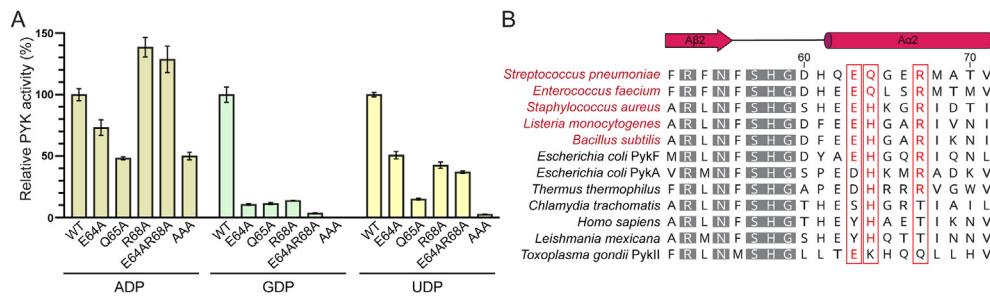 A
B
Relative PYK activity (%)
150
100
50
0
WT E64A Q65A R68A E64AR68A AAA
WT E64A Q65A R68A E64AR68A AAA
WT E64A Q65A R68A E64AR68A AAA
ADP GDP UDP
Aβ2 Aα2
60 70
Streptococcus pneumoniae F R F N F S H G D H Q E Q G E R M A T V
Enterococcus faecium F R F N F S H G D H E E Q L S R M T M V
Staphylococcus aureus A R L N F S H G S H E E H K G R I D T I
Listeria monocytogenes A R L N F S H G D F E E H G A R I V N I
Bacillus subtilis A R L N F S H G D F E E H G A R I K N I
Escherichia coli PykF M R L N F S H G D Y A E H G Q R I Q N L
Escherichia coli PykA V R M N F S H G S P E D H K M R A D K V
Thermus thermophilus F R L N F S H G A P E D H R R R V G W V
Chlamydia trachomatis A R L N F S H G T H E S H G R T I A I L
Homo sapiens A R L N F S H G T H E Y H A E T I K N V
Leishmania mexicana A R M N F S H G S H E Y H Q T T I N N V
Toxoplasma gondii PykII F R L N M S H G L L T E K H Q Q L L H V